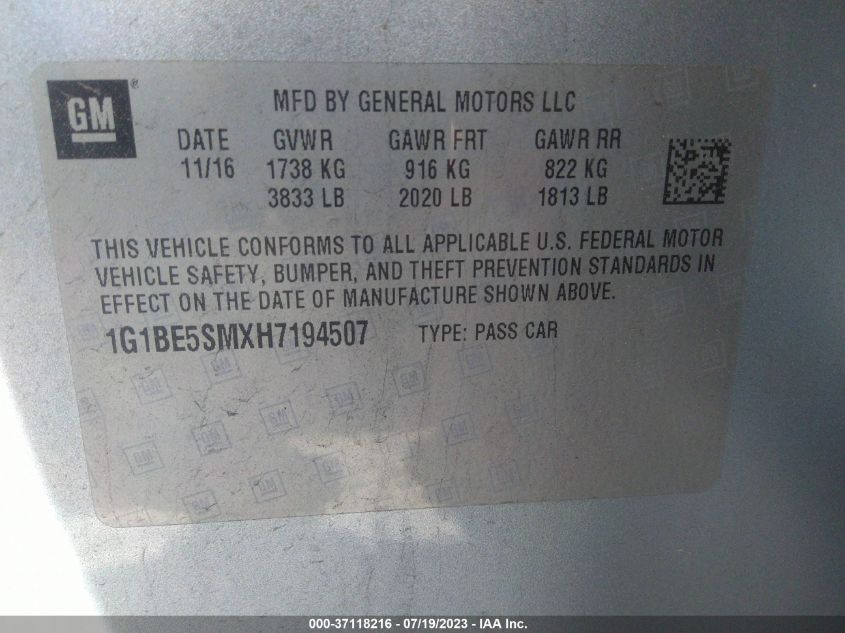 GM
MFD BY GENERAL MOTORS LLC
DATE GVWR GAWR FRT GAWR RR
11/16 1738 KG 916 KG 822 KG
3833 LB 2020 LB 1813 LB
THIS VEHICLE CONFORMS TO ALL APPLICABLE U.S. FEDERAL MOTOR
VEHICLE SAFETY, BUMPER, AND THEFT PREVENTION STANDARDS IN
EFFECT ON THE DATE OF MANUFACTURE SHOWN ABOVE.
1G1BE5SMXH7194507 TYPE: PASS CAR
000-37118216 - 07/19/2023 - IAA Inc.